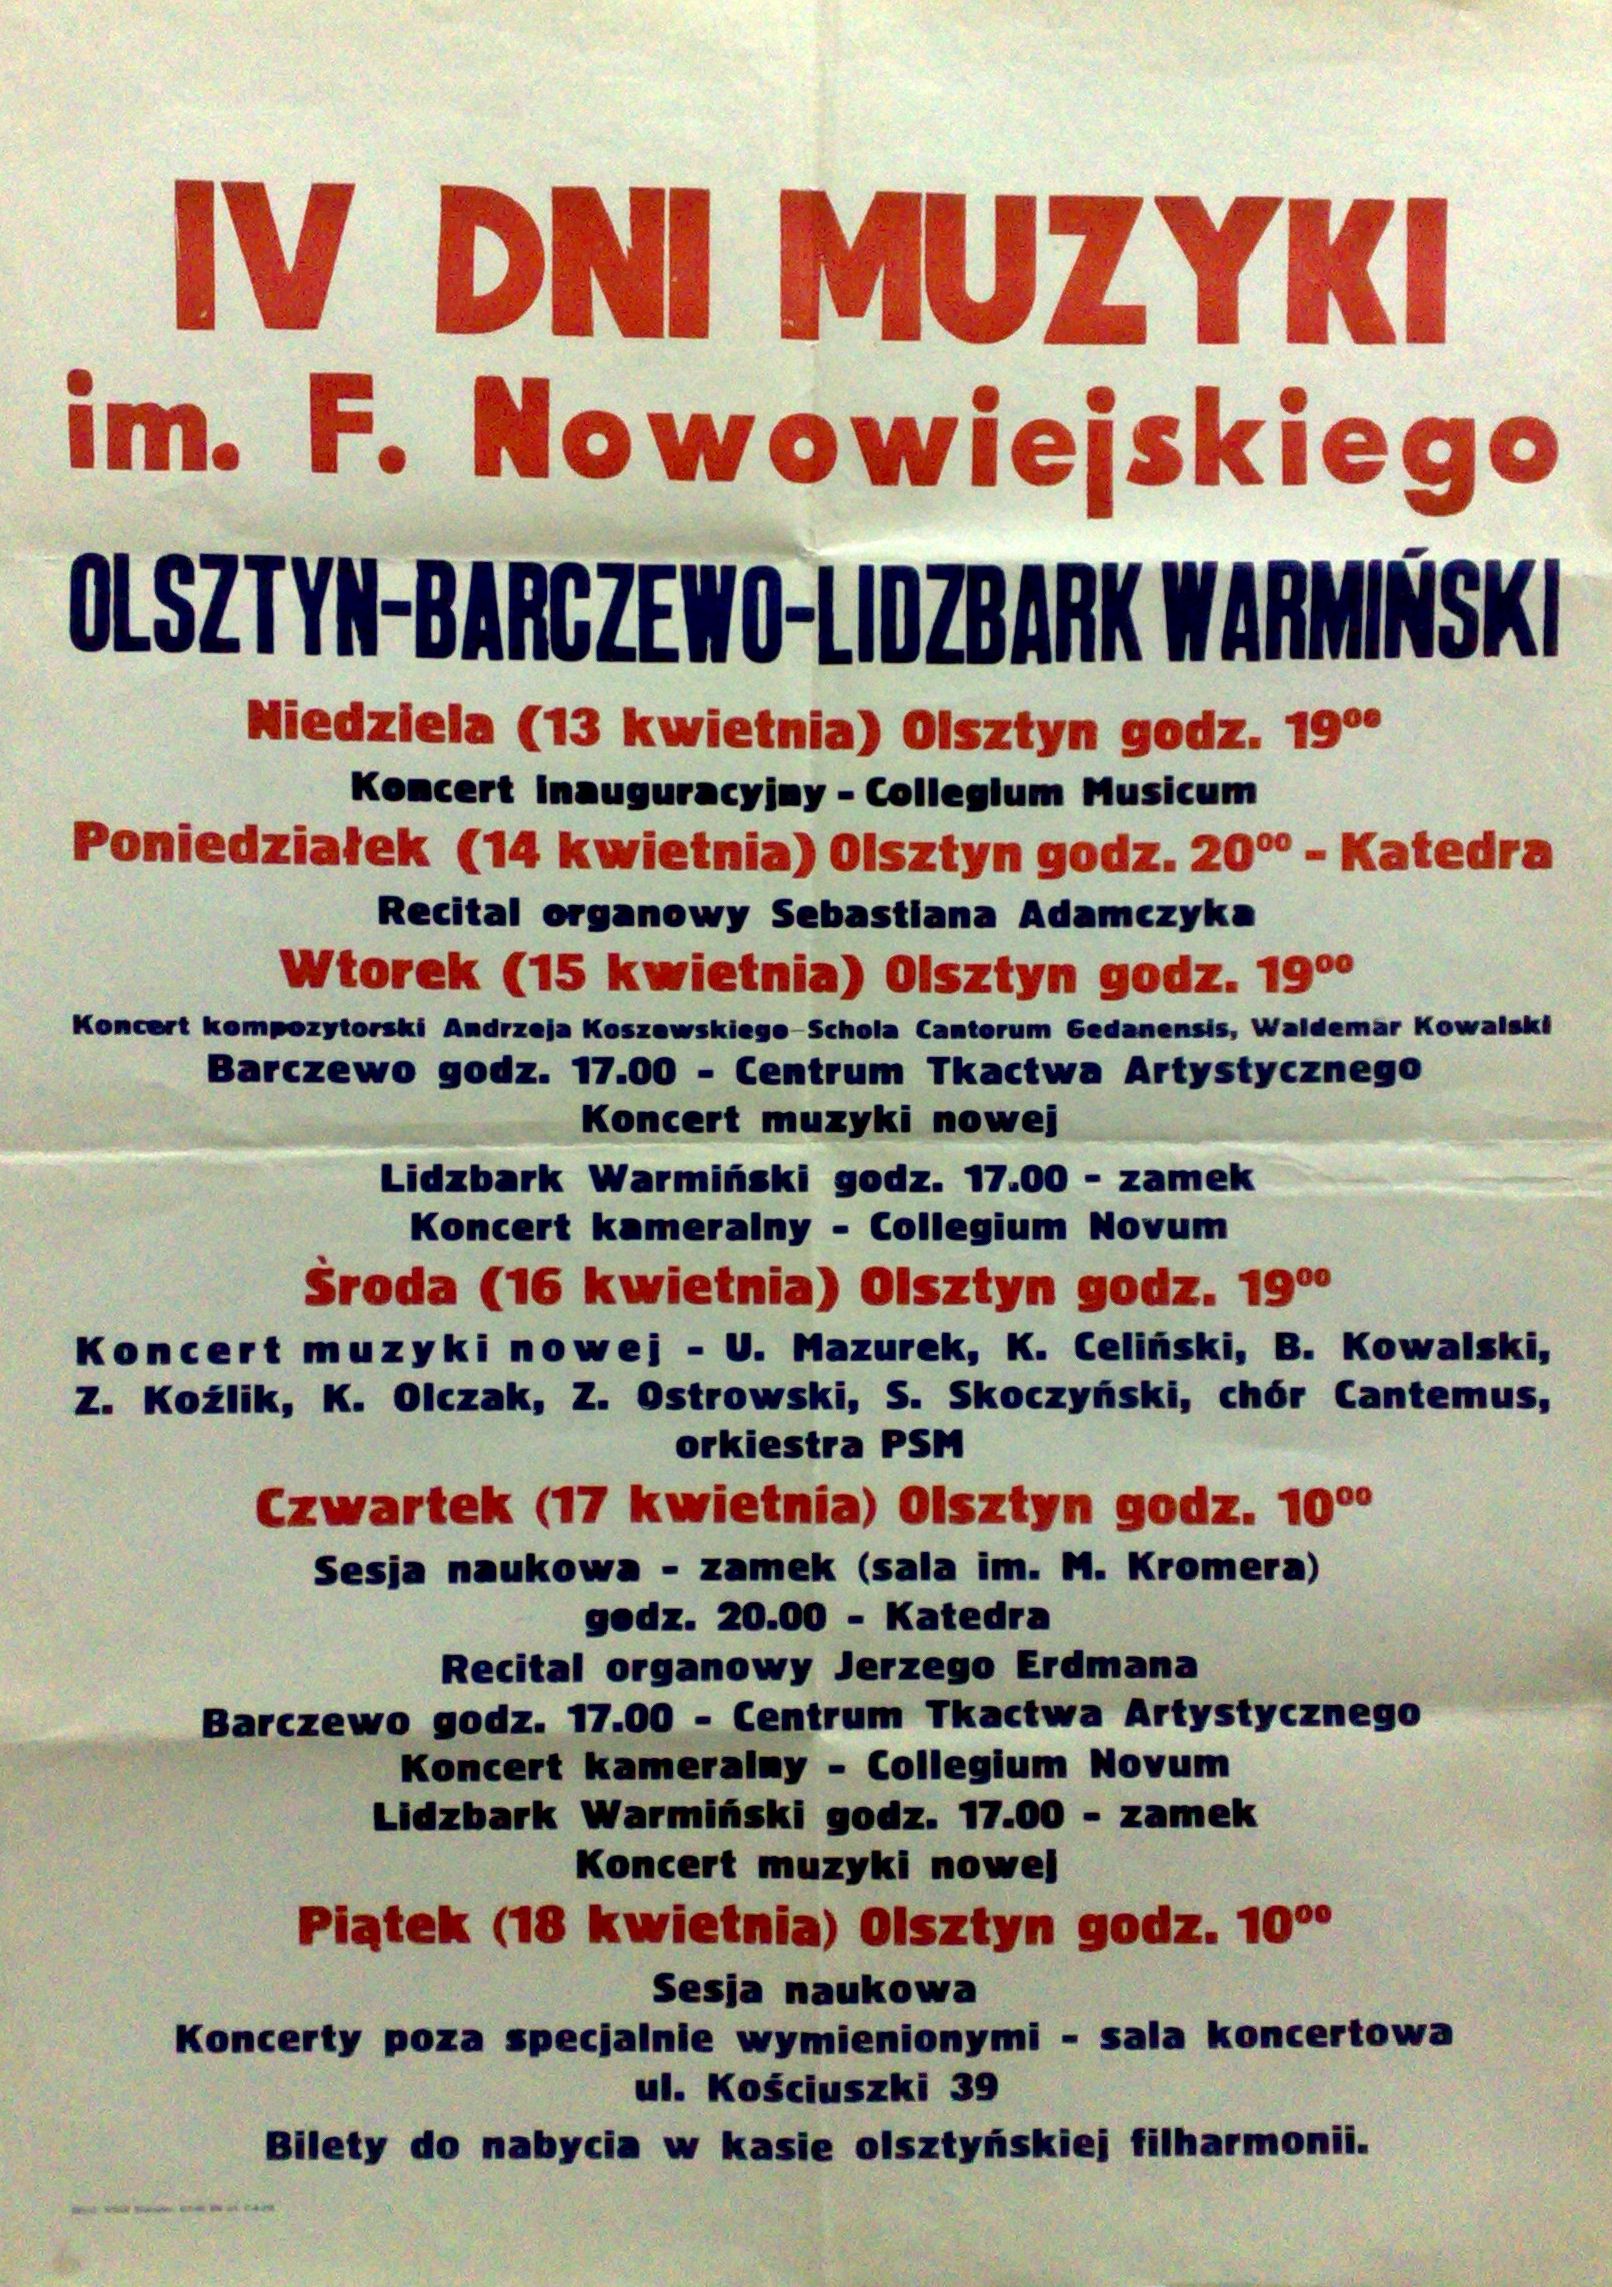 IV DNI MUZYKI
im. F. Nowowiejskiego
OLSZTYN-BARCZEWO-LIDZBARK WARMIŃSKI
Niedziela (13 kwietnia) Olsztyn godz. 19⁰⁰
Koncert inauguracyjny - Collegium Musicum
Poniedziałek (14 kwietnia) Olsztyn godz. 20⁰⁰ - Katedra
Recital organowy Sebastiana Adamczyka
Wtorek (15 kwietnia) Olsztyn godz. 19⁰⁰
Koncert kompozytorski Andrzeja Koszewskiego-Schola Cantorum Gedanensis, Waldemar Kowalski
Barczewo godz. 17.00 - Centrum Tkactwa Artystycznego
Koncert muzyki nowej
Lidzbark Warmiński godz. 17.00 - zamek
Koncert kameralny - Collegium Novum
Środa (16 kwietnia) Olsztyn godz. 19⁰⁰
Koncert muzyki nowej - U. Mazurek, K. Celiński, B. Kowalski,
Z. Koźlik, K. Olczak, Z. Ostrowski, S. Skoczyński, chór Cantemus,
orkiestra PSM
Czwartek (17 kwietnia) Olsztyn godz. 10⁰⁰
Sesja naukowa - zamek (sala im. M. Kromera)
godz. 20.00 - Katedra
Recital organowy Jerzego Erdmana
Barczewo godz. 17.00 - Centrum Tkactwa Artystycznego
Koncert kameralny - Collegium Novum
Lidzbark Warmiński godz. 17.00 - zamek
Koncert muzyki nowej
Piątek (18 kwietnia) Olsztyn godz. 10⁰⁰
Sesja naukowa
Koncerty poza specjalnie wymienionymi - sala koncertowa
ul. Kościuszki 39
Bilety do nabycia w kasie olsztyńskiej filharmonii.